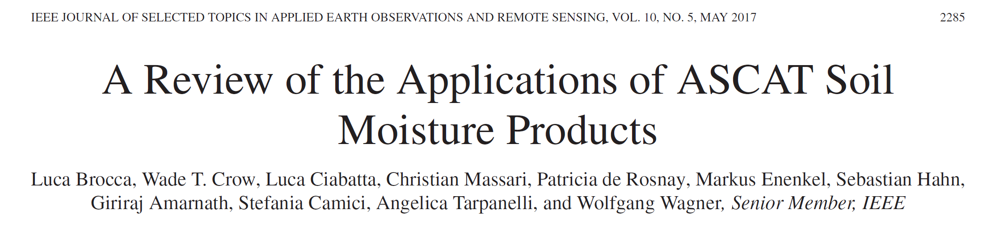 IEEE JOURNAL OF SELECTED TOPICS IN APPLIED EARTH OBSERVATIONS AND REMOTE SENSING, VOL. 10, NO. 5, MAY 2017 2285
A Review of the Applications of ASCAT Soil
Moisture Products
Luca Brocca, Wade T. Crow, Luca Ciabatta, Christian Massari, Patricia de Rosnay, Markus Enenkel, Sebastian Hahn,
Giriraj Amarnath, Stefania Camici, Angelica Tarpanelli, and Wolfgang Wagner, Senior Member, IEEE